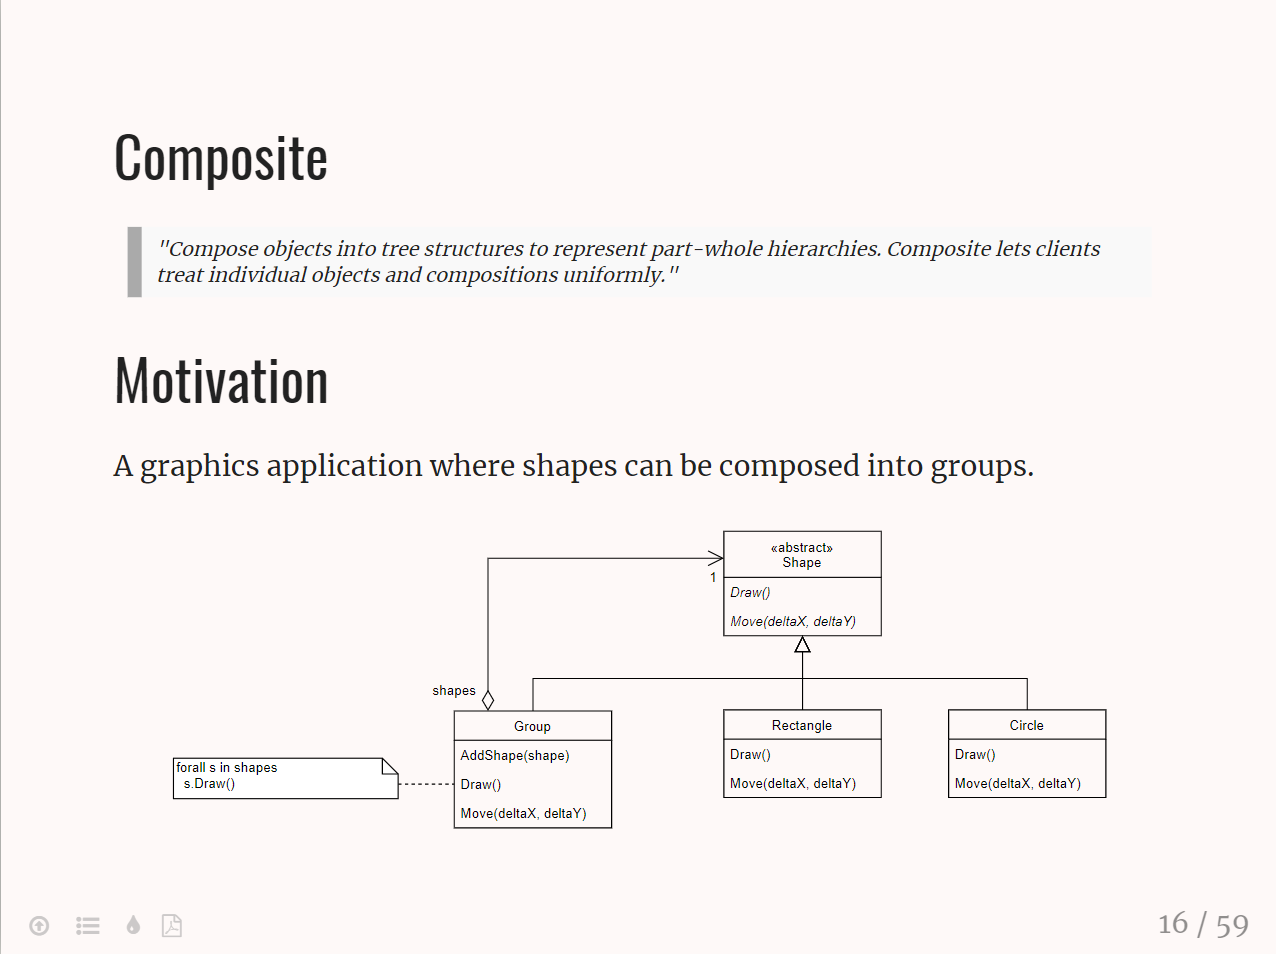 Composite
"Compose objects into tree structures to represent part-whole hierarchies. Composite lets clients
treat individual objects and compositions uniformly."
Motivation
A graphics application where shapes can be composed into groups.
«abstract»
Shape
1
Draw()
Move(deltaX, deltaY)
shapes
Group
AddShape(shape)
Draw()
Move(deltaX, deltaY)
forall s in shapes
s.Draw()
Rectangle
Draw()
Move(deltaX, deltaY)
Circle
Draw()
Move(deltaX, deltaY)
16 / 59